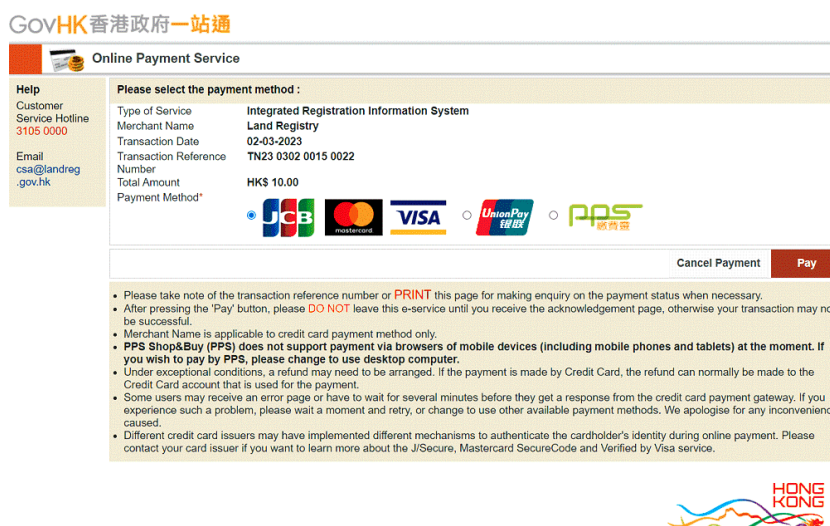 GovHK香港政府一站通
Online Payment Service
Help
Customer
Service Hotline
3105 0000
Email
csa@landreg
.gov.hk
Please select the payment method :
Type of Service Integrated Registration Information System
Merchant Name Land Registry
Transaction Date 02-03-2023
Transaction Reference TN23 0302 0015 0022
Number
Total Amount HK$ 10.00
Payment Method*
JCB mastercard VISA UnionPay 银联 PPS 繳費靈
Cancel Payment Pay
• Please take note of the transaction reference number or PRINT this page for making enquiry on the payment status when necessary.
• After pressing the 'Pay' button, please DO NOT leave this e-service until you receive the acknowledgement page, otherwise your transaction may no
be successful.
• Merchant Name is applicable to credit card payment method only.
• PPS Shop&Buy (PPS) does not support payment via browsers of mobile devices (including mobile phones and tablets) at the moment. If
you wish to pay by PPS, please change to use desktop computer.
• Under exceptional conditions, a refund may need to be arranged. If the payment is made by Credit Card, the refund can normally be made to the
Credit Card account that is used for the payment.
• Some users may receive an error page or have to wait for several minutes before they get a response from the credit card payment gateway. If you
experience such a problem, please wait a moment and retry, or change to use other available payment methods. We apologise for any inconvenienc
caused.
• Different credit card issuers may have implemented different mechanisms to authenticate the cardholder's identity during online payment. Please
contact your card issuer if you want to learn more about the J/Secure, Mastercard SecureCode and Verified by Visa service.
HONG
KONG